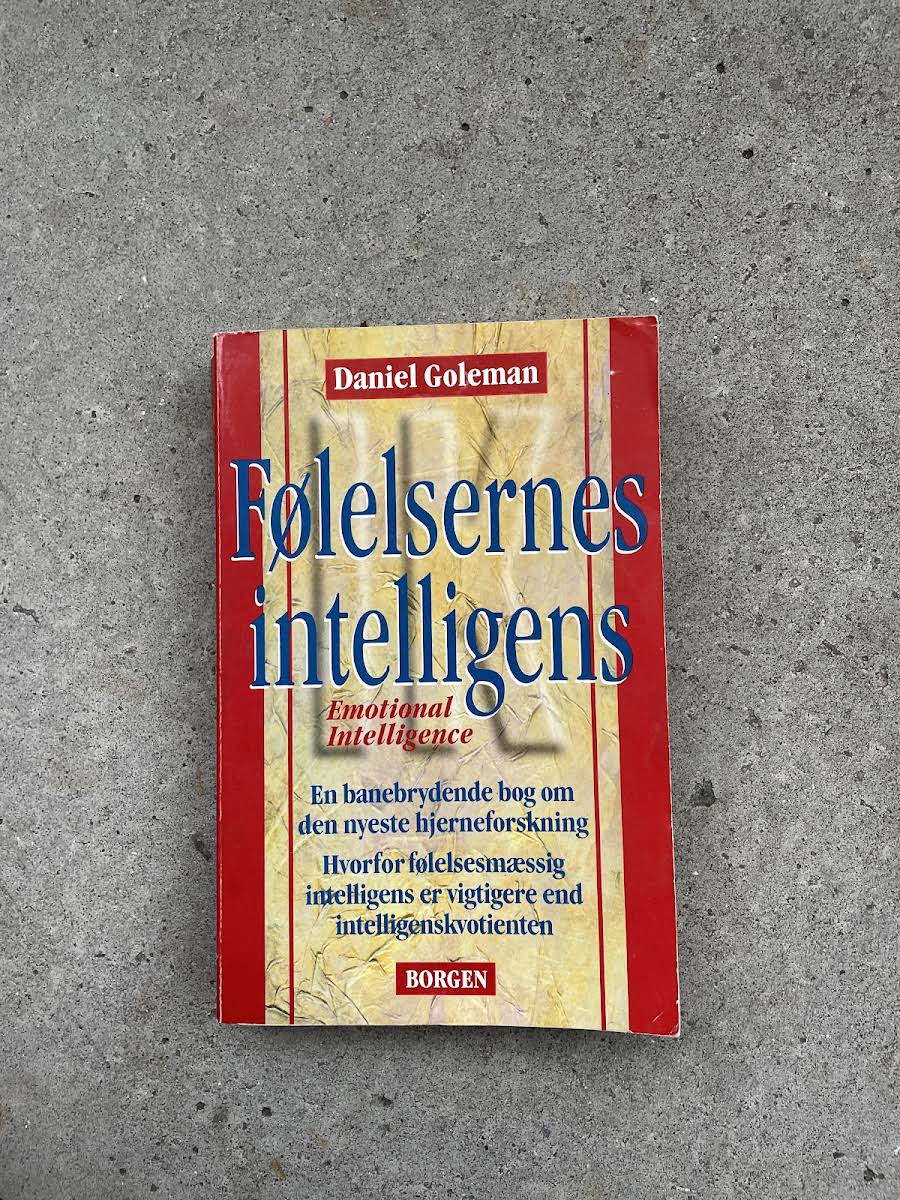 Daniel Goleman
Følelsernes
intelligens
Emotional
Intelligence
En banebrydende bog om
den nyeste hjerneforskning
Hvorfor følelsesmæssig
intelligens er vigtigere end
intelligenskvotienten
BORGEN